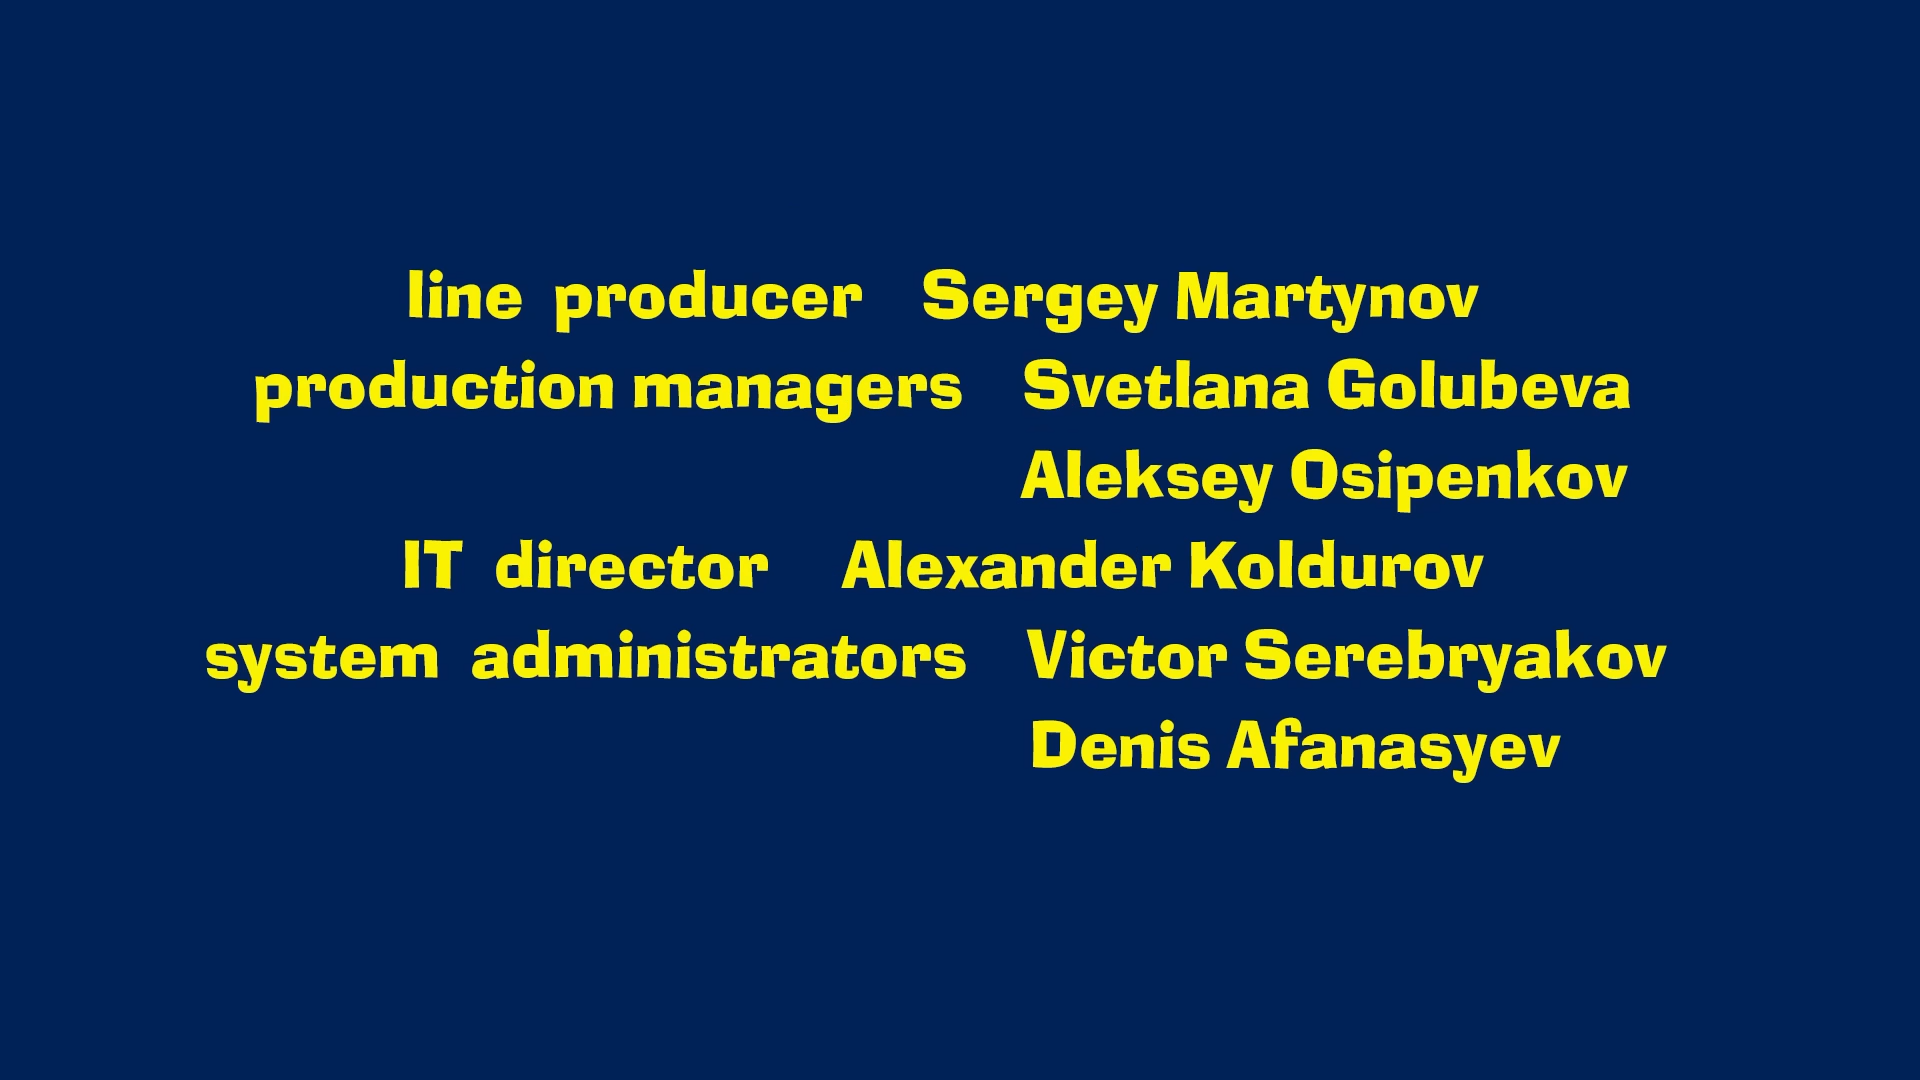 line producer Sergey Martynov
production managers Svetlana Golubeva
Aleksey Osipenkov
IT director Alexander Koldurov
system administrators Victor Serebryakov
Denis Afanasyev